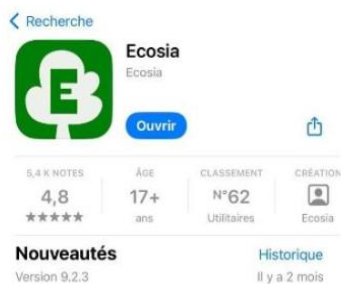 Recherche
E
Ecosia
Ecosia
Ouvrir
5,4 K NOTES ÂGE CLASSEMENT CRÉATION
4,8 17+ N°62
★★★★★ ans Utilitaires Ecosia
Nouveautés Historique
Version 9.2.3 Il y a 2 mois